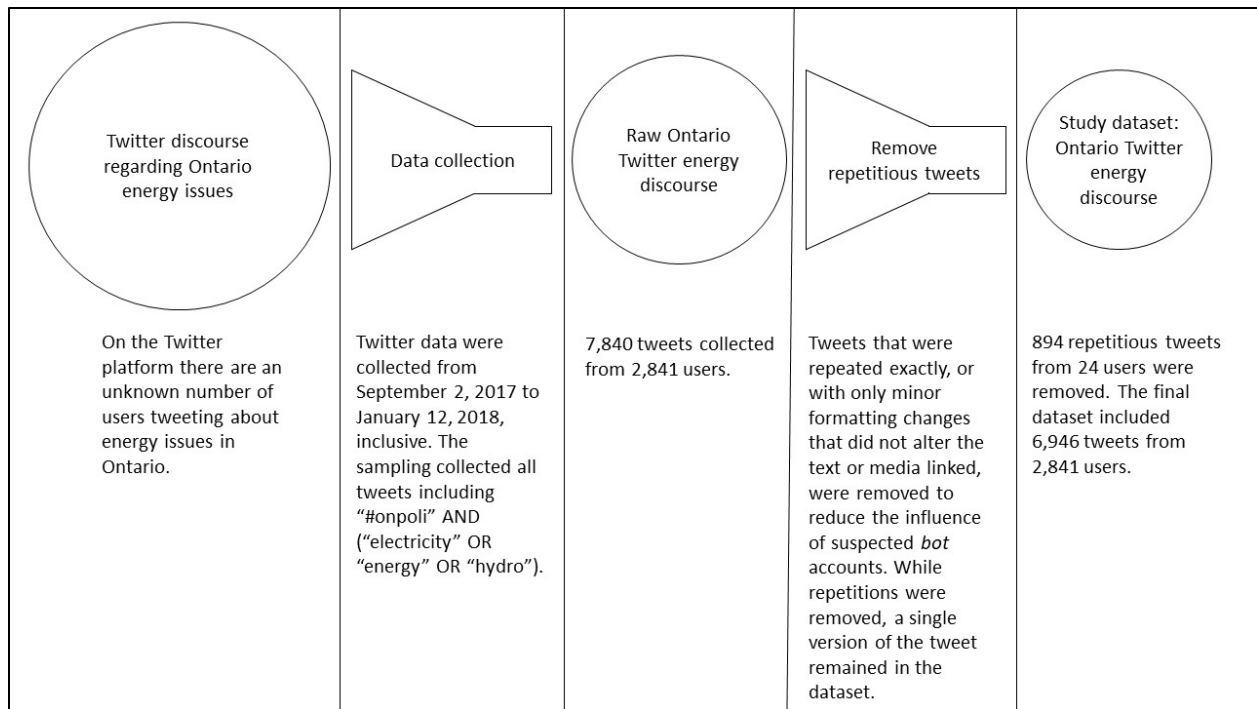 Twitter discourse
regarding Ontario
energy issues
Data collection
Raw Ontario
Twitter energy
discourse
Remove
repetitious tweets
Study dataset:
Ontario Twitter
energy
discourse
On the Twitter
platform there are an
unknown number of
users tweeting about
energy issues in
Ontario.
Twitter data were
collected from
September 2, 2017 to
January 12, 2018,
inclusive. The
sampling collected all
tweets including
“#onpoli” AND
(“electricity” OR
“energy” OR “hydro”).
7,840 tweets collected
from 2,841 users.
Tweets that were
repeated exactly, or
with only minor
formatting changes
that did not alter the
text or media linked,
were removed to
reduce the influence
of suspected bot
accounts. While
repetitions were
removed, a single
version of the tweet
remained in the
dataset.
894 repetitious tweets
from 24 users were
removed. The final
dataset included
6,946 tweets from
2,841 users.